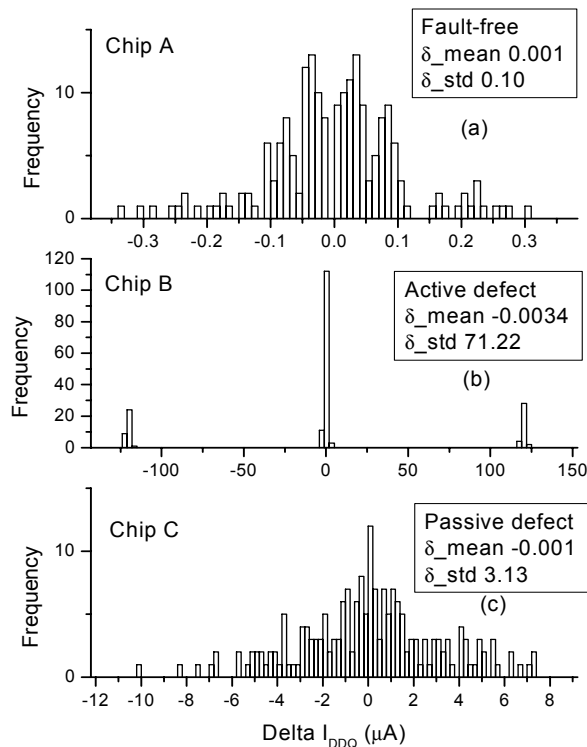 Chip A
Fault-free
δ_mean 0.001
δ_std 0.10
(a)
Frequency
10
0
-0.3 -0.2 -0.1 0.0 0.1 0.2 0.3
Chip B
Active defect
δ_mean -0.0034
δ_std 71.22
(b)
Frequency
120
100
80
60
40
20
0
-100 -50 0 50 100 150
Chip C
Passive defect
δ_mean -0.001
δ_std 3.13
(c)
Frequency
10
0
-12 -10 -8 -6 -4 -2 0 2 4 6 8
Delta I_DDQ (μA)